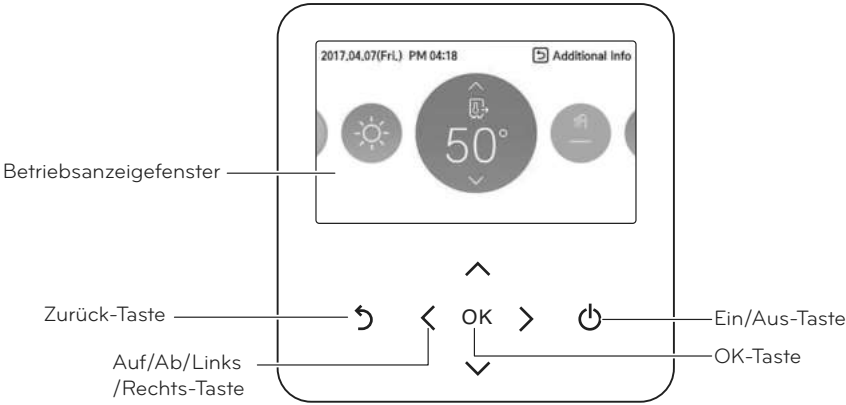 2017.04.07(Fri.) PM 04:18
Additional Info
50°
Betriebsanzeigefenster
Zurück-Taste
OK
Ein/Aus-Taste
Auf/Ab/Links
/Rechts-Taste
OK-Taste